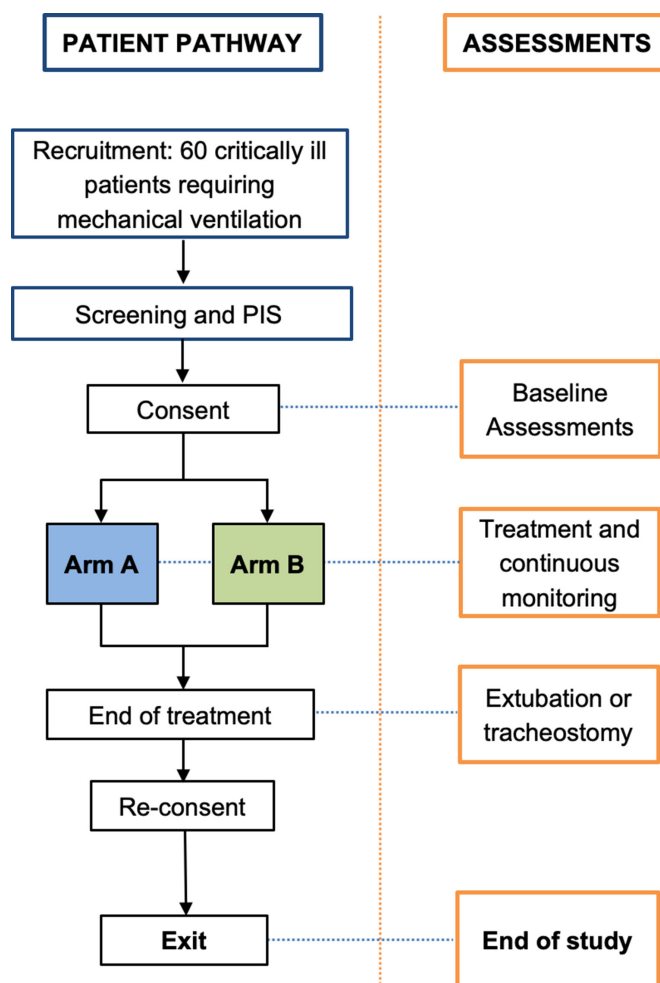 PATIENT PATHWAY
ASSESSMENTS
Recruitment: 60 critically ill
patients requiring
mechanical ventilation
Screening and PIS
Consent
Baseline
Assessments
Arm A
Arm B
Treatment and
continuous
monitoring
End of treatment
Extubation or
tracheostomy
Re-consent
Exit
End of study